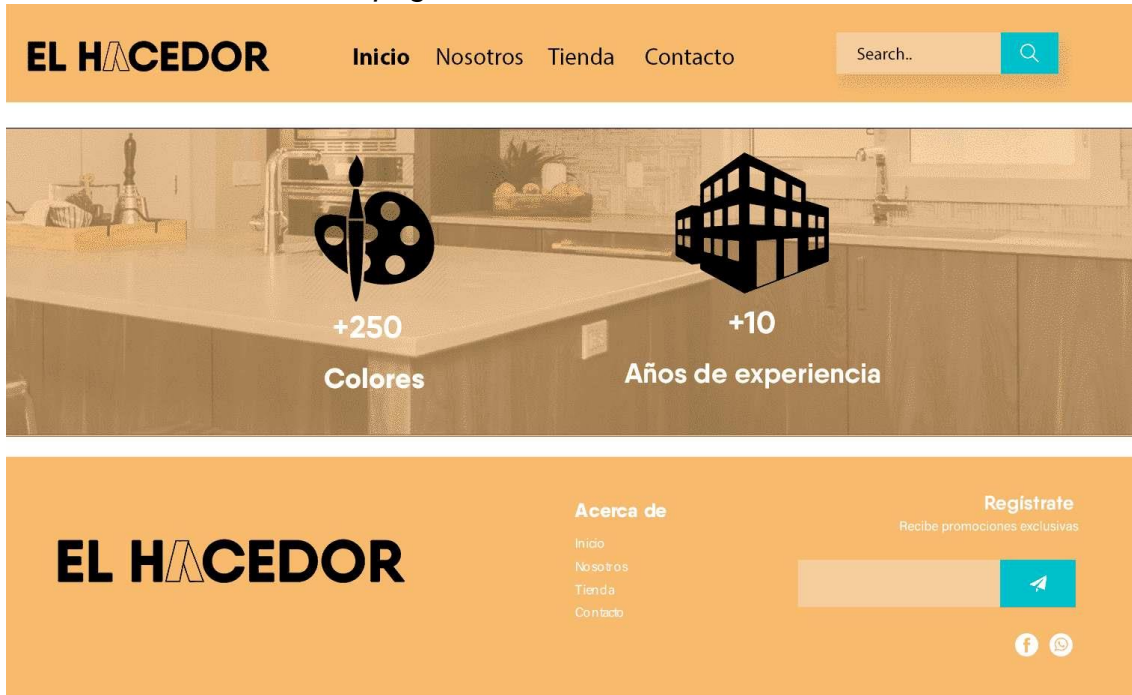 EL HACEDOR
Inicio Nosotros Tienda Contacto
Search..
+250
Colores
+10
Años de experiencia
EL HACEDOR
Acerca de
Inicio
Nosotros
Tienda
Contacto
Regístrate
Recibe promociones exclusivas